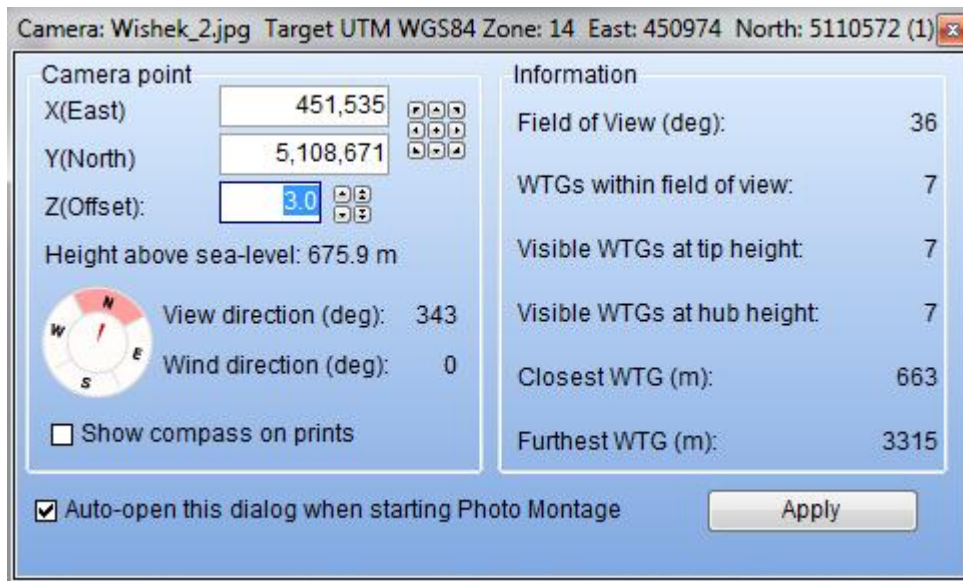 Camera: Wishek_2.jpg Target UTM WGS84 Zone: 14 East: 450974 North: 5110572 (1)
Camera point
X(East) 451,535
Y(North) 5,108,671
Z(Offset): 3.0
Height above sea-level: 675.9 m
N
W
E
S
View direction (deg): 343
Wind direction (deg): 0
Show compass on prints
Information
Field of View (deg): 36
WTGs within field of view: 7
Visible WTGs at tip height: 7
Visible WTGs at hub height: 7
Closest WTG (m): 663
Furthest WTG (m): 3315
Auto-open this dialog when starting Photo Montage
Apply